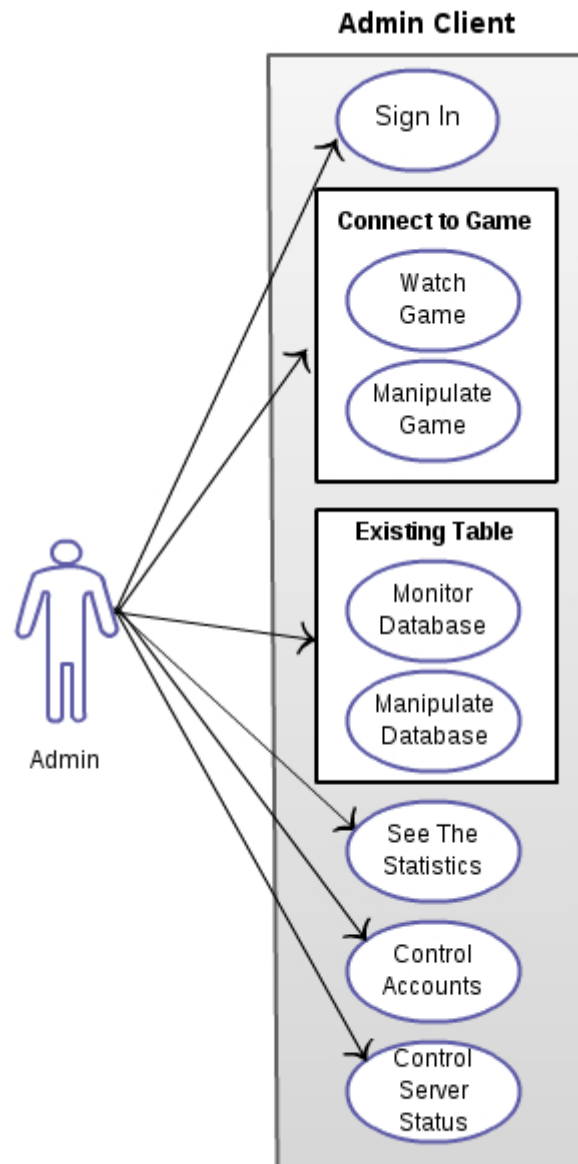 Admin Client
Sign In
Connect to Game
Watch
Game
Manipulate
Game
Existing Table
Monitor
Database
Manipulate
Database
Admin
See The
Statistics
Control
Accounts
Control
Server
Status